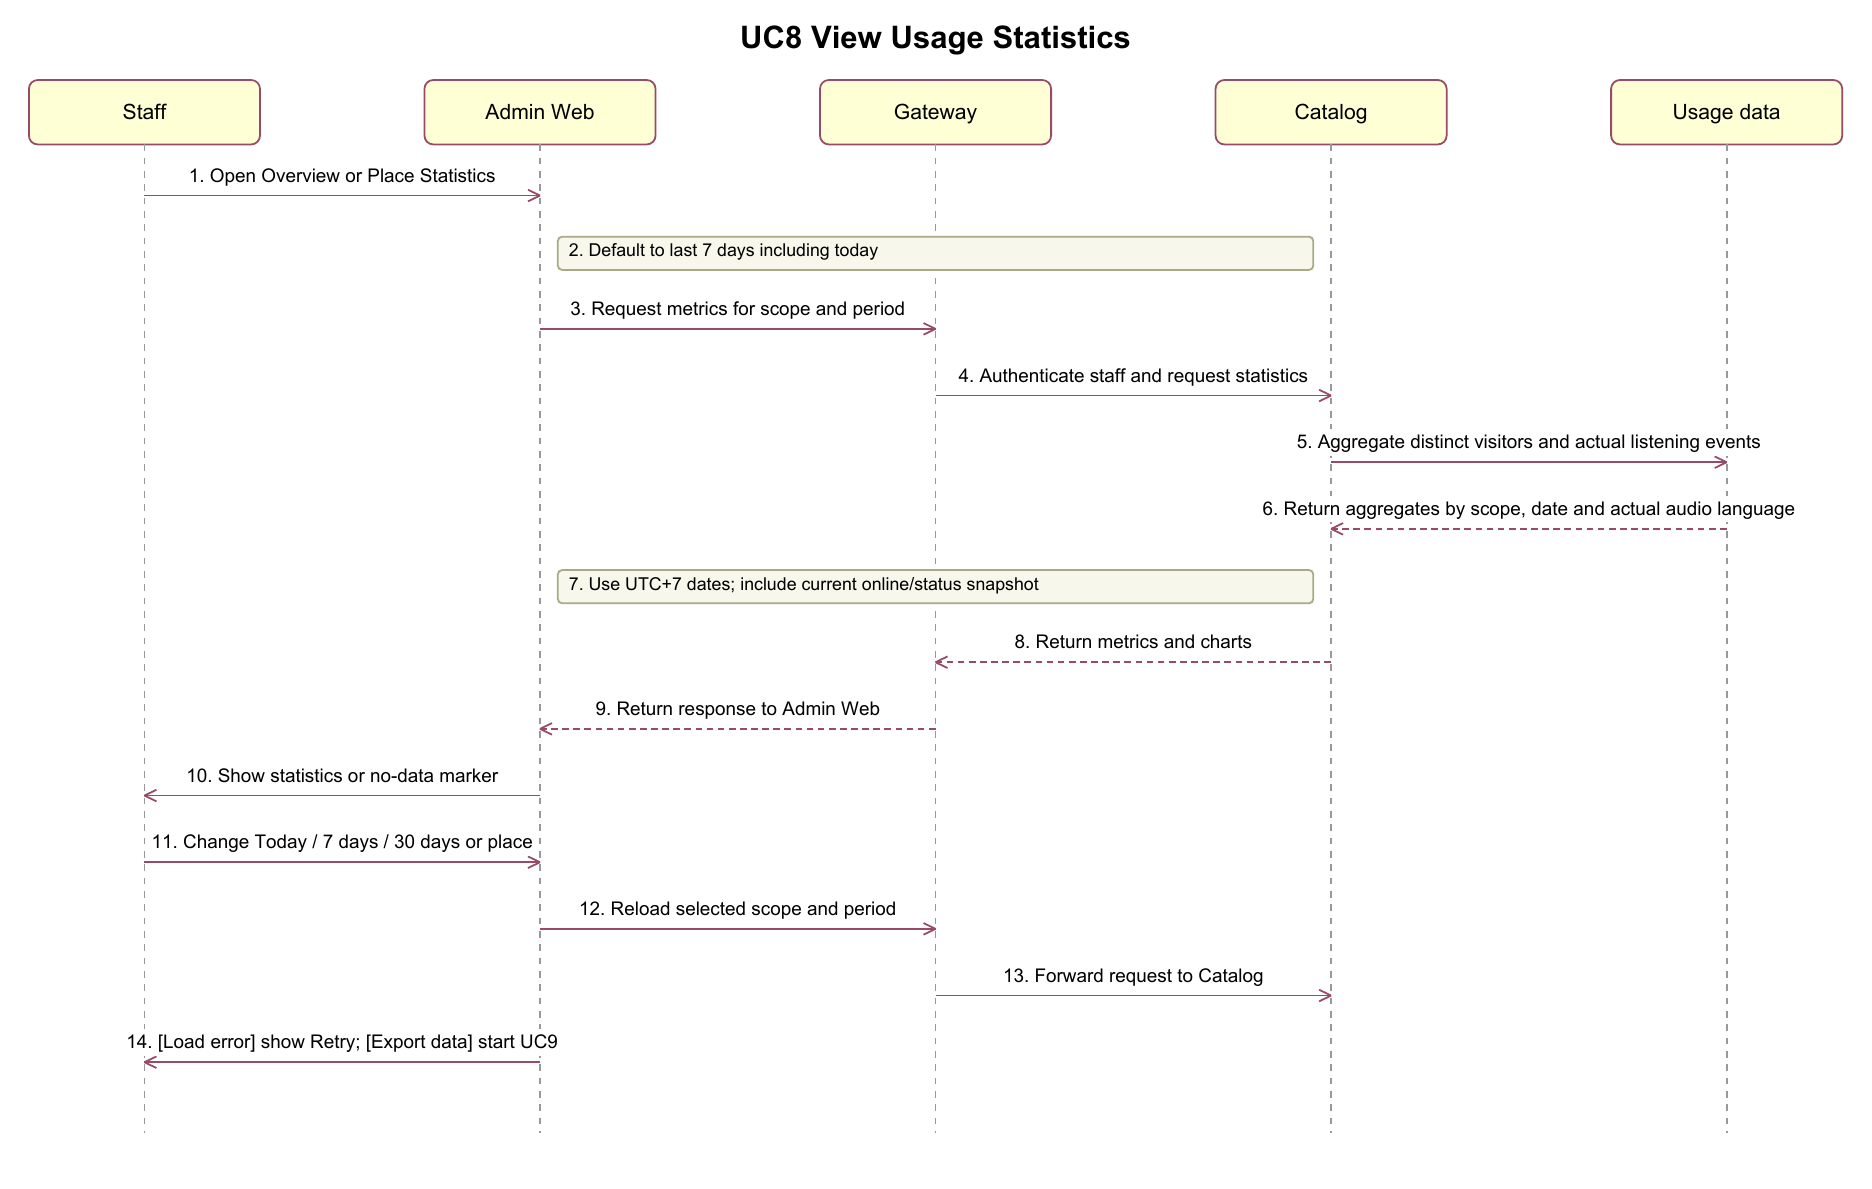 UC8 View Usage Statistics
Staff
Admin Web
Gateway
Catalog
Usage data
1. Open Overview or Place Statistics
2. Default to last 7 days including today
3. Request metrics for scope and period
4. Authenticate staff and request statistics
5. Aggregate distinct visitors and actual listening events
6. Return aggregates by scope, date and actual audio language
7. Use UTC+7 dates; include current online/status snapshot
8. Return metrics and charts
9. Return response to Admin Web
10. Show statistics or no-data marker
11. Change Today / 7 days / 30 days or place
12. Reload selected scope and period
13. Forward request to Catalog
14. [Load error] show Retry; [Export data] start UC9